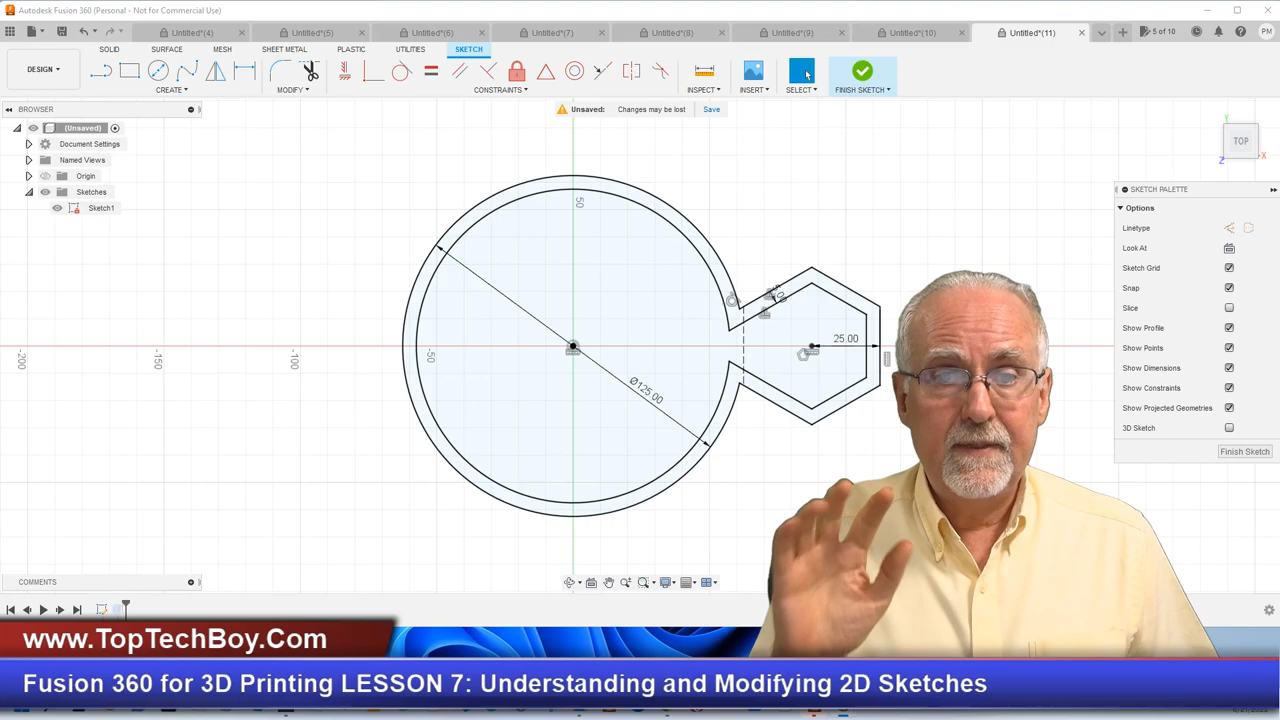 Autodesk Fusion 360 (Personal - Not for Commercial Use)
Untitled*(4) Untitled*(5) Untitled*(6) Untitled*(7) Untitled*(8) Untitled*(9) Untitled*(10) Untitled*(11) 5 of 10 PM
SOLID SURFACE MESH SHEET METAL PLASTIC UTILITIES SKETCH
DESIGN
CREATE MODIFY CONSTRAINTS INSPECT INSERT SELECT FINISH SKETCH
BROWSER
Unsaved: Changes may be lost Save
(Unsaved)
Document Settings
Named Views
Origin
Sketches
Sketch1
TOP
X
Y
Z
SKETCH PALETTE
Options
Linetype
Look At
Sketch Grid
Snap
Slice
Show Profile
Show Points
Show Dimensions
Show Constraints
Show Projected Geometries
3D Sketch
Finish Sketch
50
-200
-150
-100
-50
Ø125.00
25.00
COMMENTS
www.TopTechBoy.Com
Fusion 360 for 3D Printing LESSON 7: Understanding and Modifying 2D Sketches